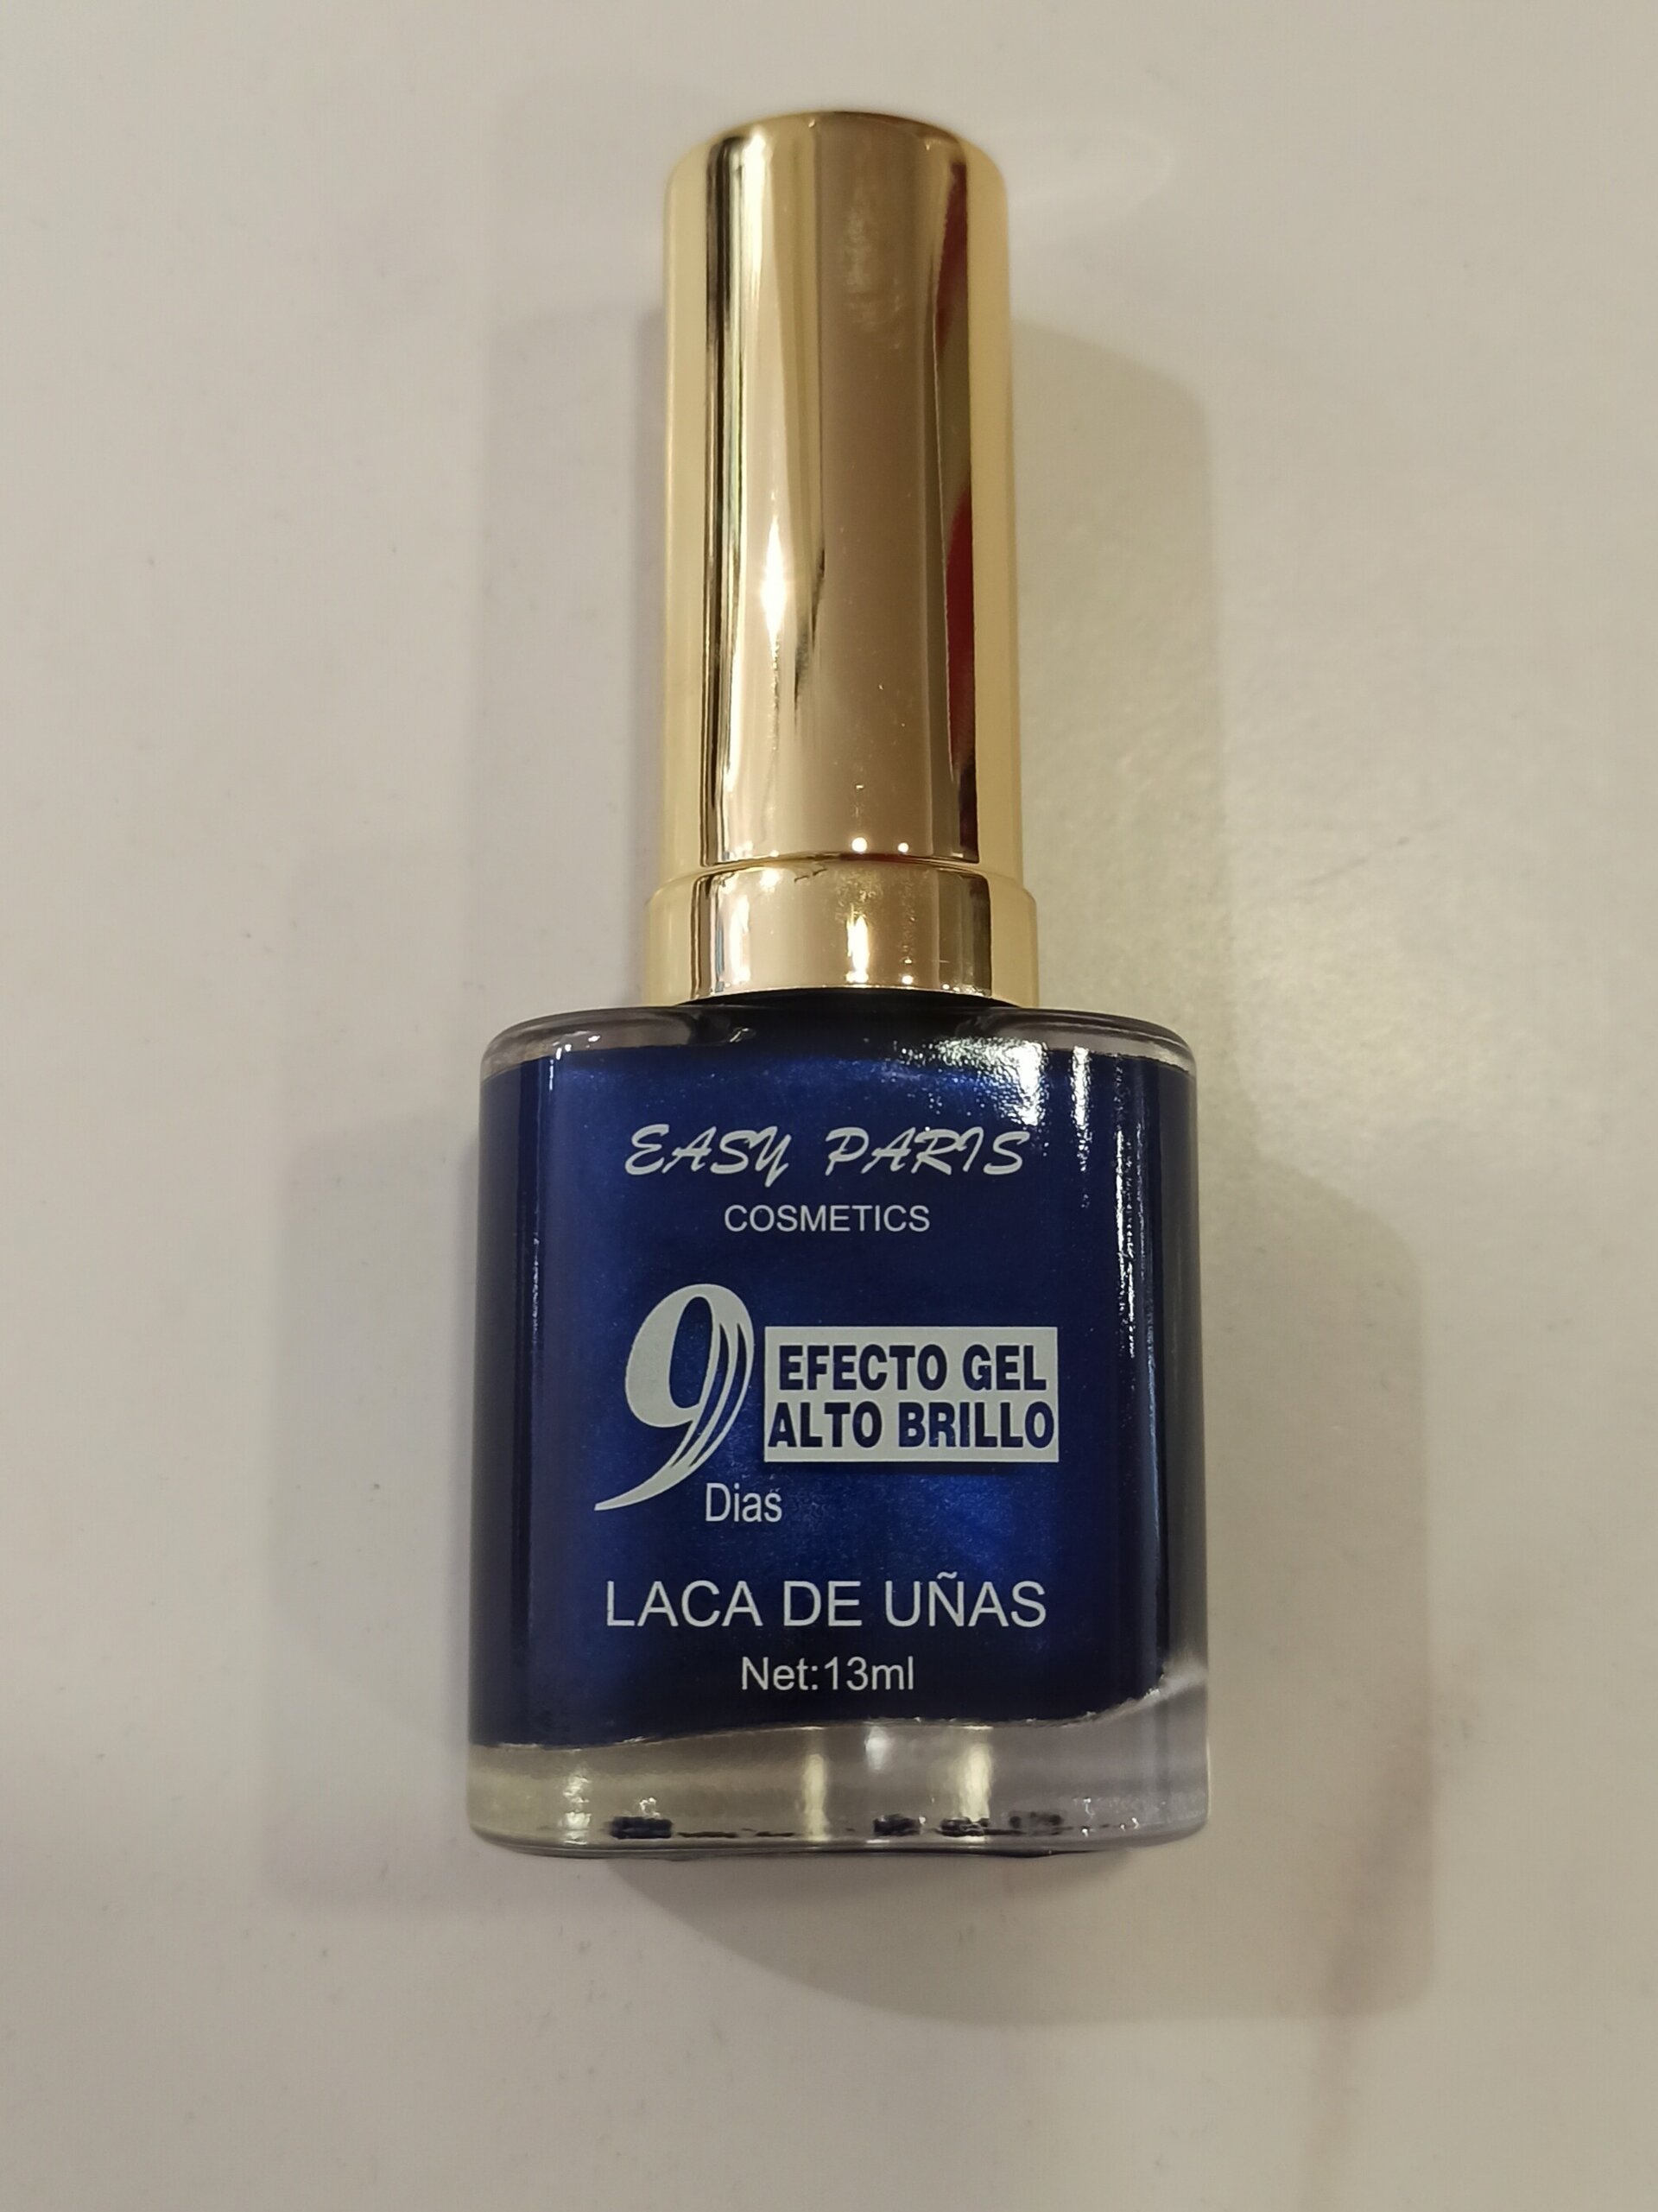 EASY PARIS
COSMETICS
9
EFECTO GEL
ALTO BRILLO
Dias
LACA DE UÑAS
Net:13ml